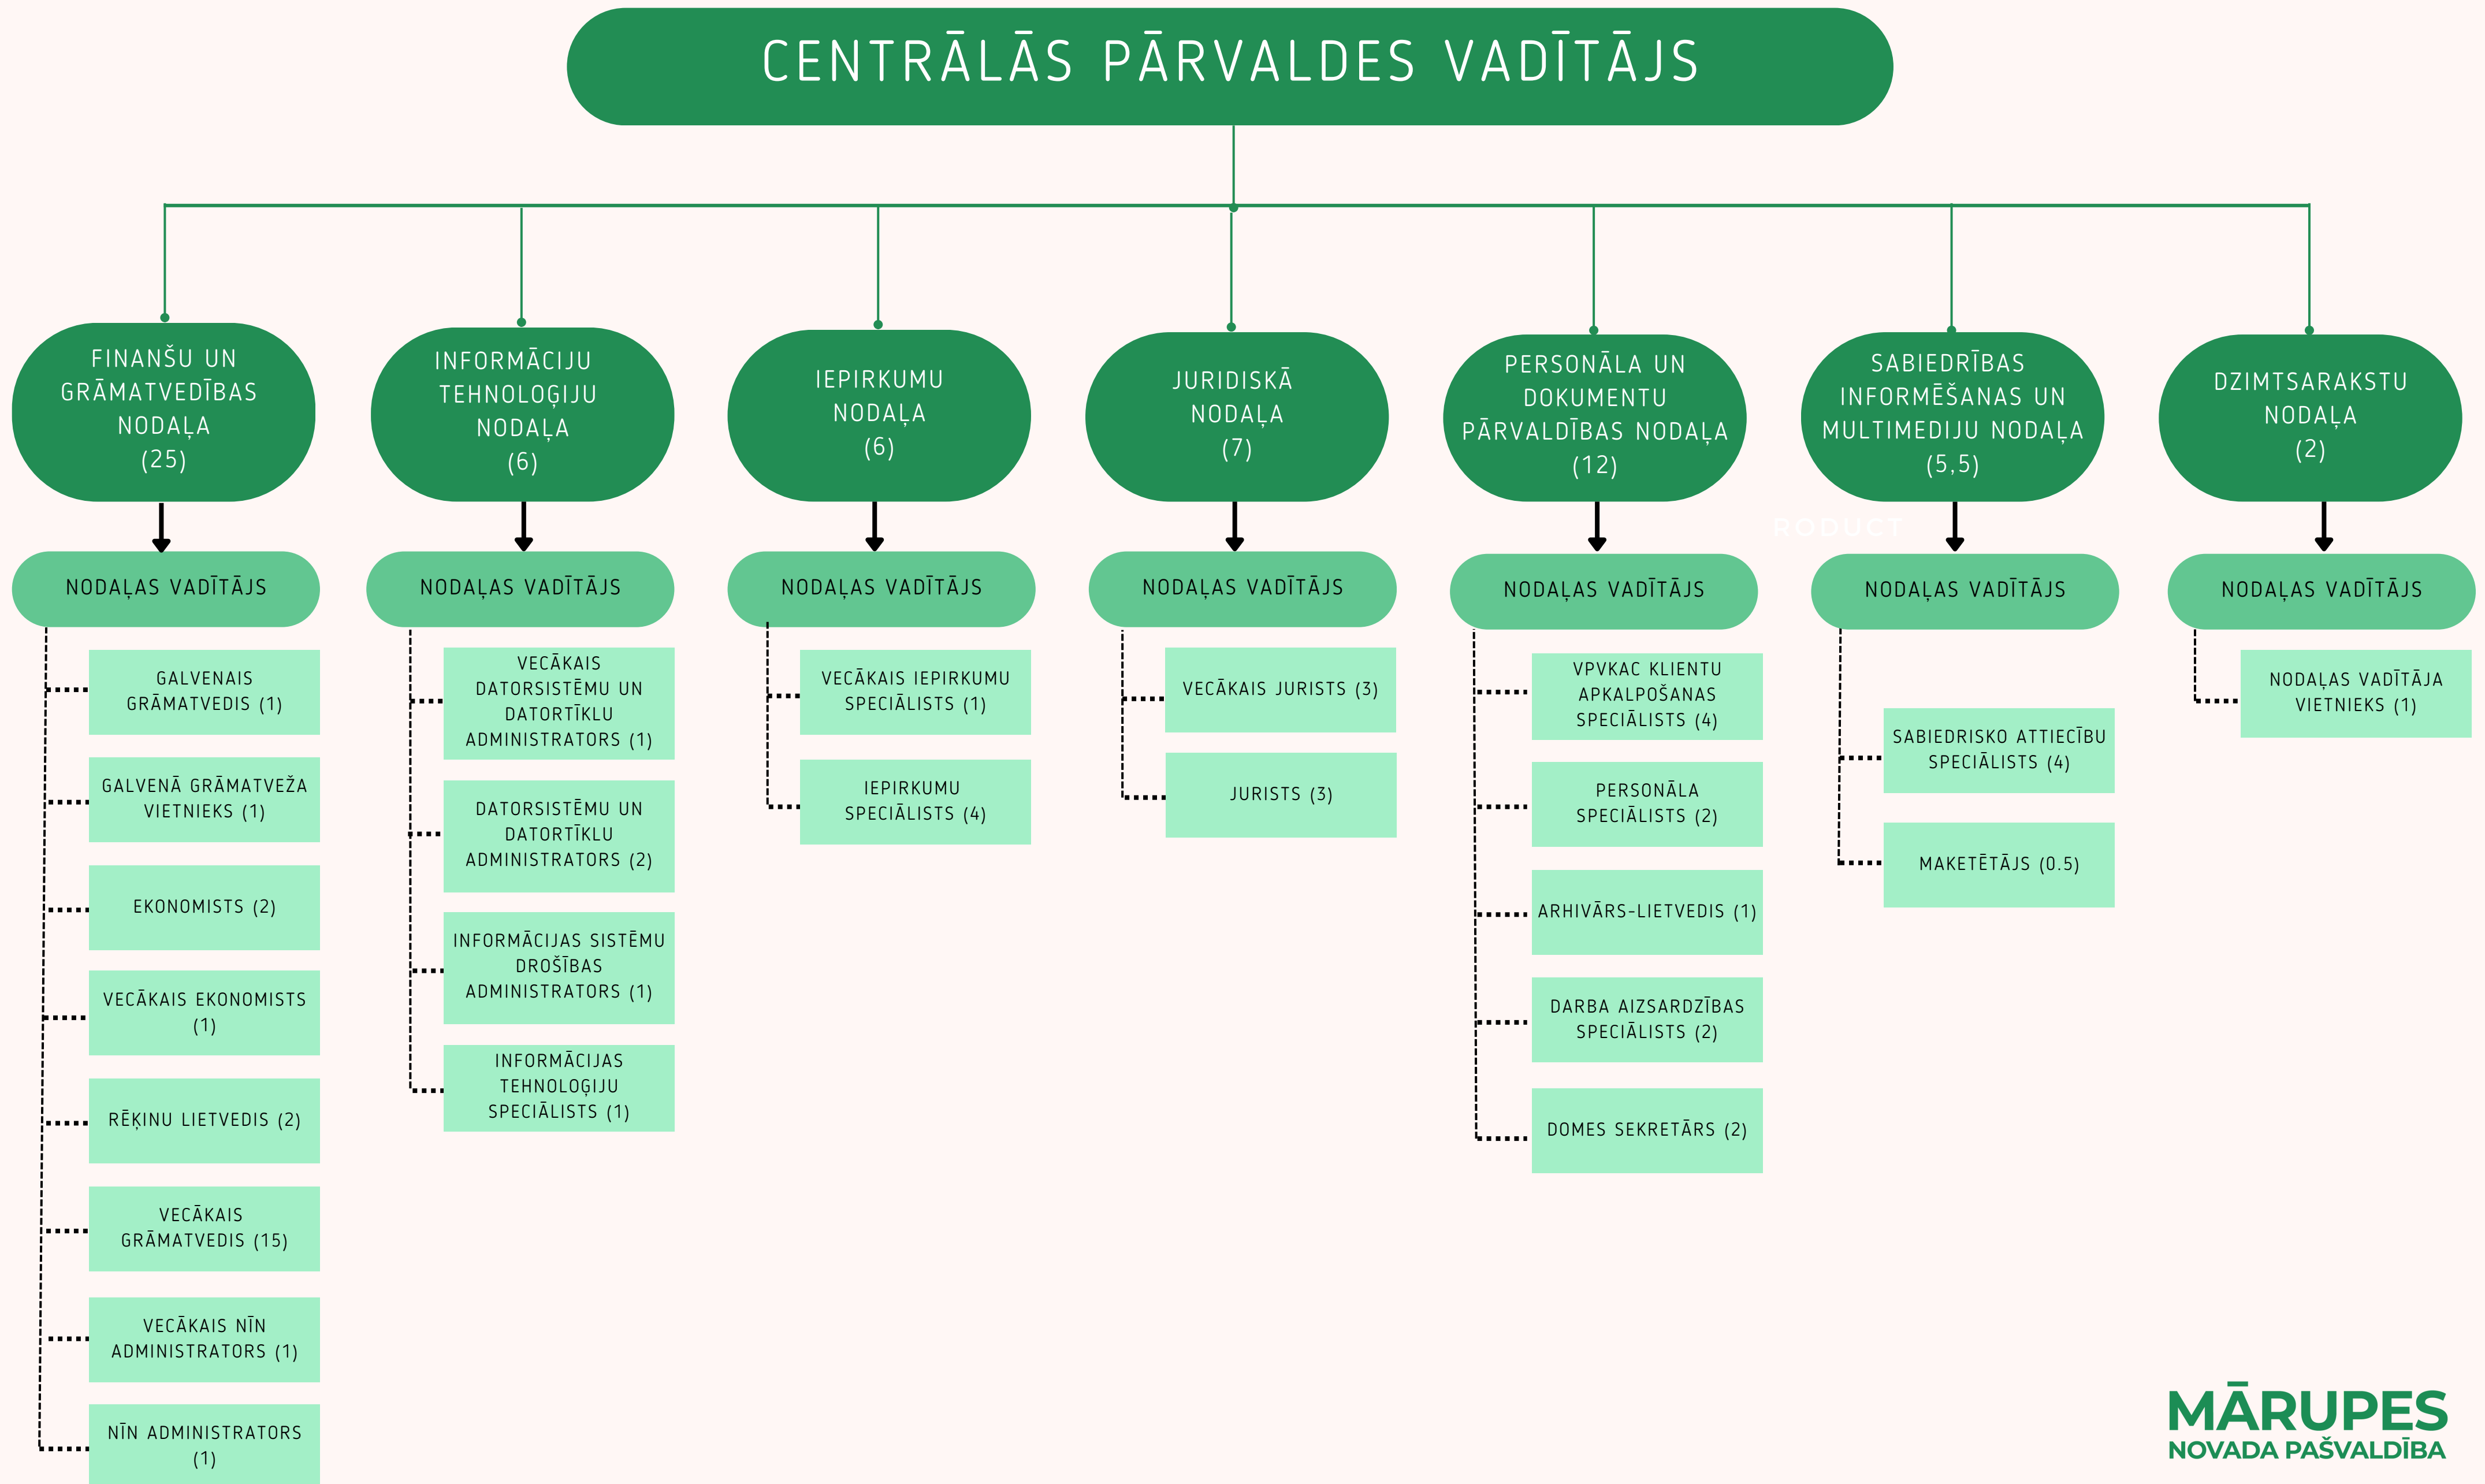 CENTRĀLĀS PĀRVALDES VADĪTĀJS
FINANŠU UN
GRĀMATVEDĪBAS
NODAĻA
(25)
NODAĻAS VADĪTĀJS
GALVENAIS
GRĀMATVEDIS (1)
GALVENĀ GRĀMATVEŽA
VIETNIEKS (1)
EKONOMISTS (2)
VECĀKAIS EKONOMISTS
(1)
RĒĶINU LIETVEDIS (2)
VECĀKAIS
GRĀMATVEDIS (15)
VECĀKAIS NĪN
ADMINISTRATORS (1)
NĪN ADMINISTRATORS
(1)
INFORMĀCIJU
TEHNOLOĢIJU
NODAĻA
(6)
NODAĻAS VADĪTĀJS
VECĀKAIS
DATORSISTĒMU UN
DATORTĪKLU
ADMINISTRATORS (1)
DATORSISTĒMU UN
DATORTĪKLU
ADMINISTRATORS (2)
INFORMĀCIJAS SISTĒMU
DROŠĪBAS
ADMINISTRATORS (1)
INFORMĀCIJAS
TEHNOLOĢIJU
SPECIĀLISTS (1)
IEPIRKUMU
NODAĻA
(6)
NODAĻAS VADĪTĀJS
VECĀKAIS IEPIRKUMU
SPECIĀLISTS (1)
IEPIRKUMU
SPECIĀLISTS (4)
JURIDISKĀ
NODAĻA
(7)
NODAĻAS VADĪTĀJS
VECĀKAIS JURISTS (3)
JURISTS (3)
PERSONĀLA UN
DOKUMENTU
PĀRVALDĪBAS NODAĻA
(12)
NODAĻAS VADĪTĀJS
VPVKAC KLIENTU
APKALPOŠANAS
SPECIĀLISTS (4)
PERSONĀLA
SPECIĀLISTS (2)
ARHIVĀRS-LIETVEDIS (1)
DARBA AIZSARDZĪBAS
SPECIĀLISTS (2)
DOMES SEKRETĀRS (2)
SABIEDRĪBAS
INFORMĒŠANAS UN
MULTIMEDIJU NODAĻA
(5,5)
RODUCT
NODAĻAS VADĪTĀJS
SABIEDRISKO ATTIECĪBU
SPECIĀLISTS (4)
MAKETĒTĀJS (0.5)
DZIMTSARAKSTU
NODAĻA
(2)
NODAĻAS VADĪTĀJS
NODAĻAS VADĪTĀJA
VIETNIEKS (1)
MĀRUPES
NOVADA PAŠVALDĪBA